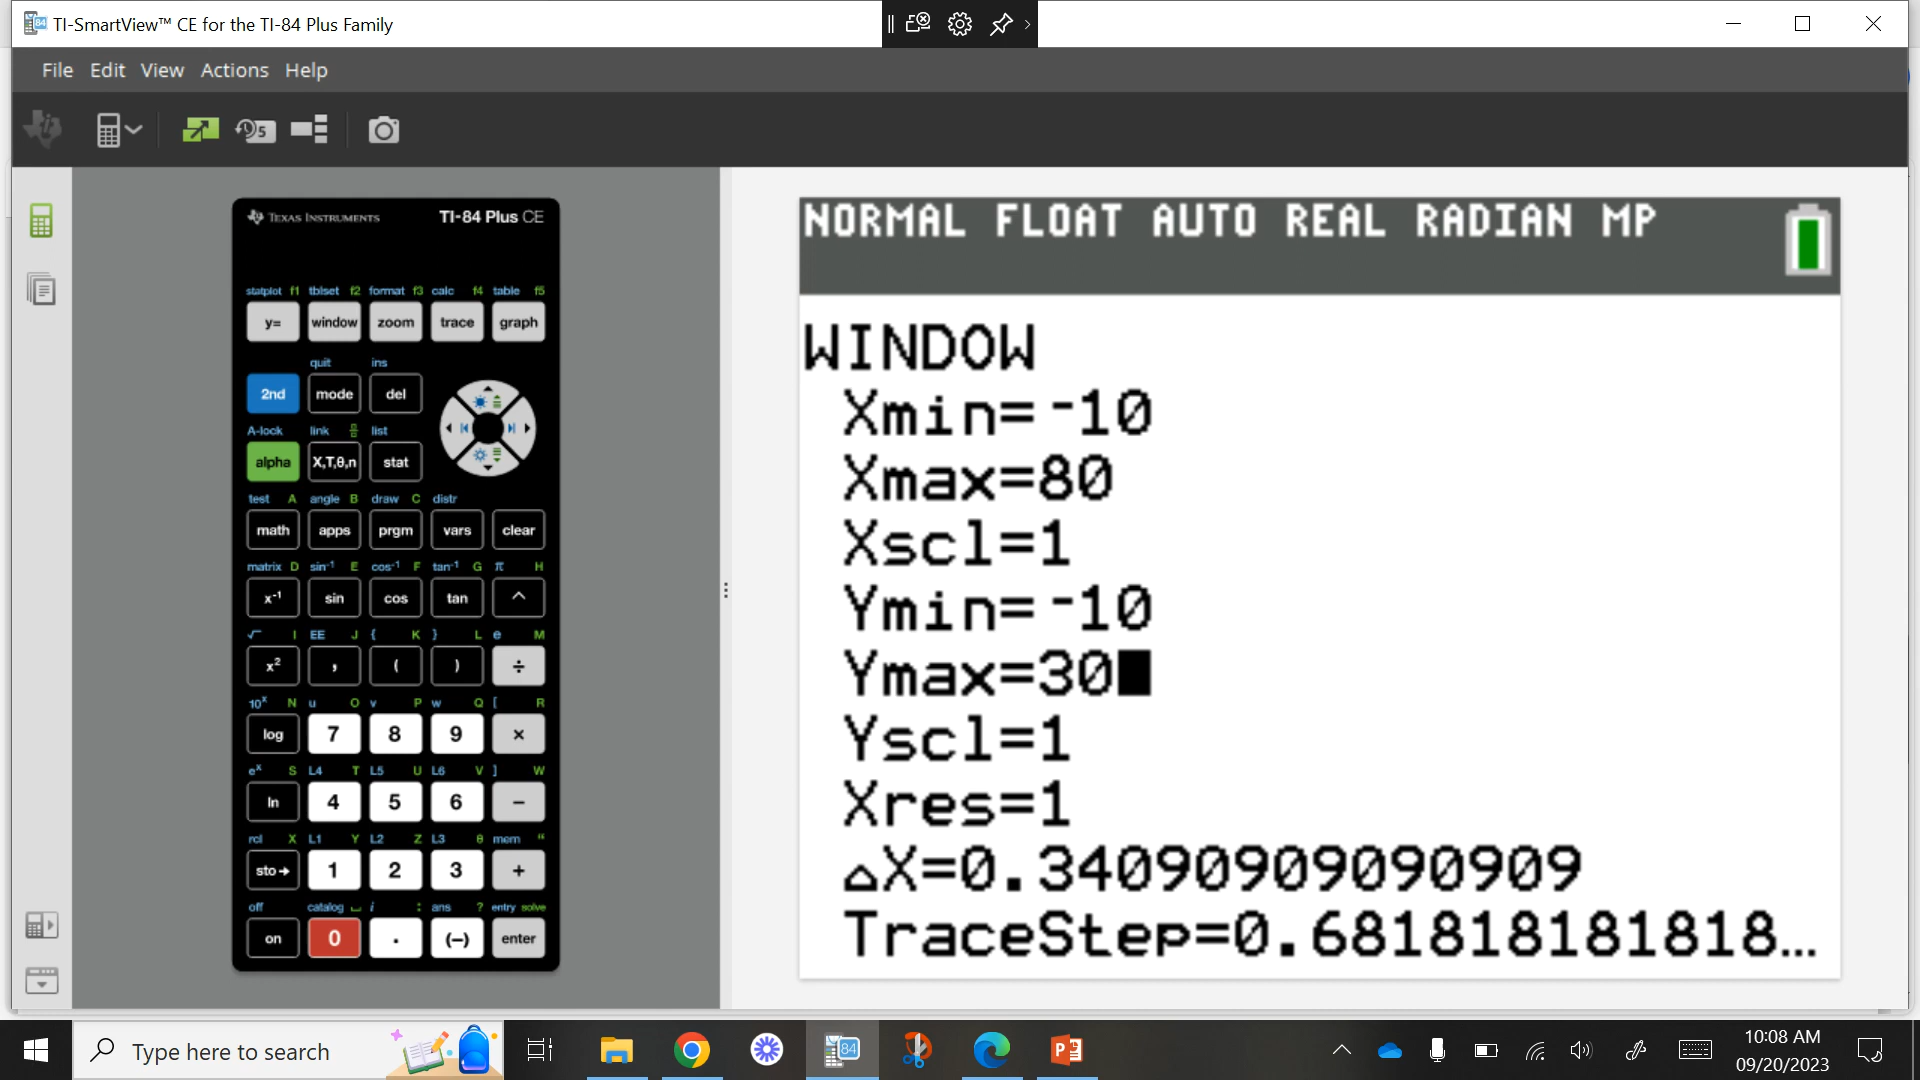 TI-SmartView™ CE for the TI-84 Plus Family
File Edit View Actions Help
TEXAS INSTRUMENTS TI-84 Plus CE
statplot f1 tblset f2 format f3 calc f4 table f5
y= window zoom trace graph
quit ins
2nd mode del
A-lock link list
alpha X,T,θ,n stat
test A angle B draw C distr
math apps prgm vars clear
matrix D sin⁻¹ E cos⁻¹ F tan⁻¹ G π H
x⁻¹ sin cos tan ^
√ I EE J { K } L e M
x² , ( ) ÷
10ˣ N u O v P w Q [ R
log 7 8 9 ×
eˣ S L4 T L5 U L6 V ] W
ln 4 5 6 −
rcl X L1 Y L2 Z L3 θ mem "
sto→ 1 2 3 +
off catalog ⎵ i : ans ? entry solve
on 0 . (−) enter
NORMAL FLOAT AUTO REAL RADIAN MP
WINDOW
Xmin=-10
Xmax=80
Xscl=1
Ymin=-10
Ymax=30
Yscl=1
Xres=1
△X=0.34090909090909
TraceStep=0.681818181818...
Type here to search
84
10:08 AM
09/20/2023